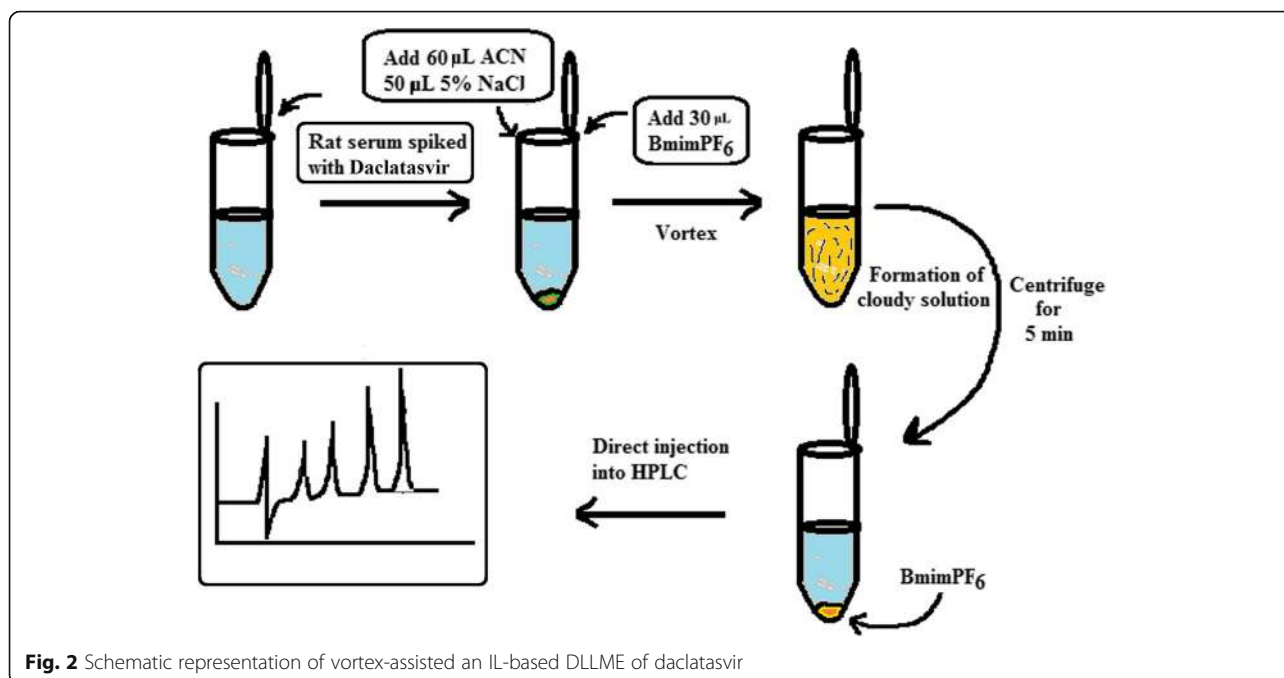 Add 60 µL ACN
50 µL 5% NaCl
Rat serum spiked
with Daclatasvir
Add 30 µL
BmimPF6
Vortex
Formation of
cloudy solution
Centrifuge
for
5 min
Direct injection
into HPLC
BmimPF6
Fig. 2 Schematic representation of vortex-assisted an IL-based DLLME of daclatasvir